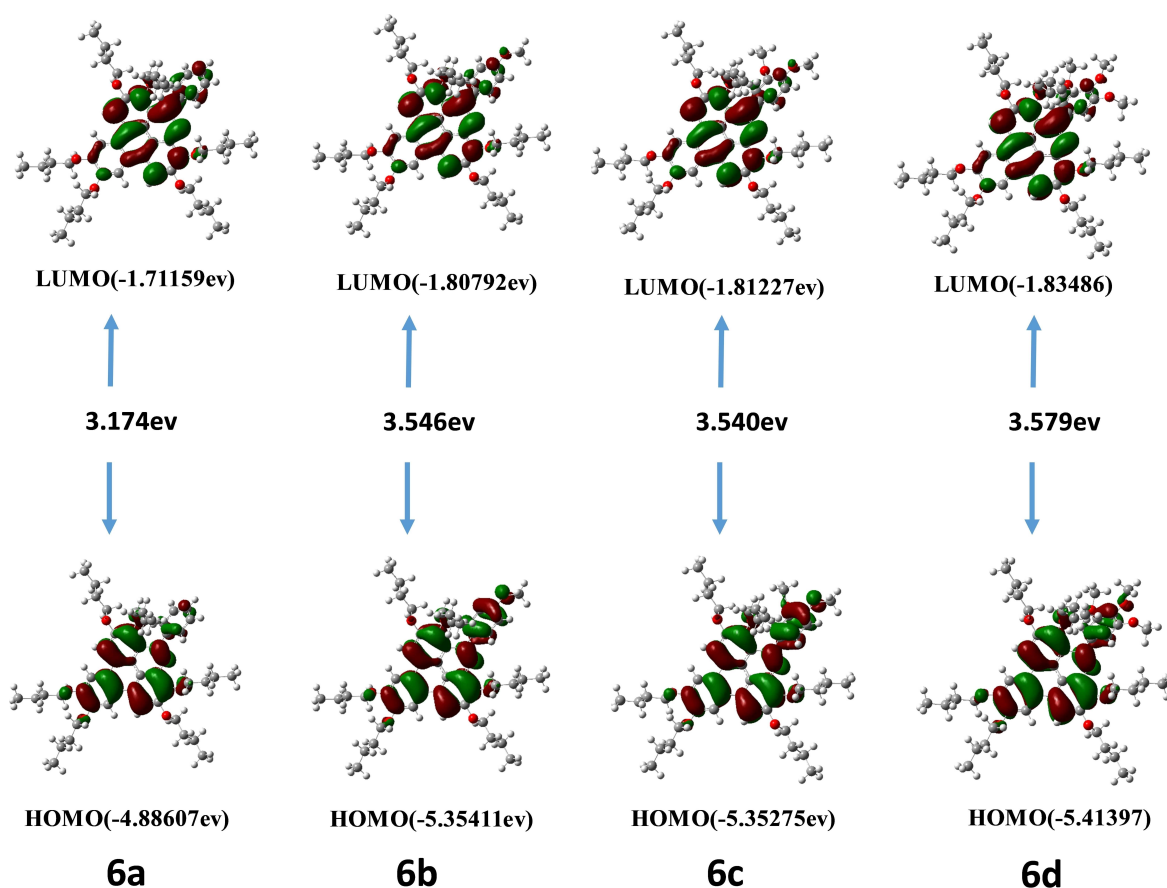 LUMO(-1.71159ev)
LUMO(-1.80792ev)
LUMO(-1.81227ev)
LUMO(-1.83486)
3.174ev
3.546ev
3.540ev
3.579ev
HOMO(-4.88607ev)
HOMO(-5.35411ev)
HOMO(-5.35275ev)
HOMO(-5.41397)
6a
6b
6c
6d